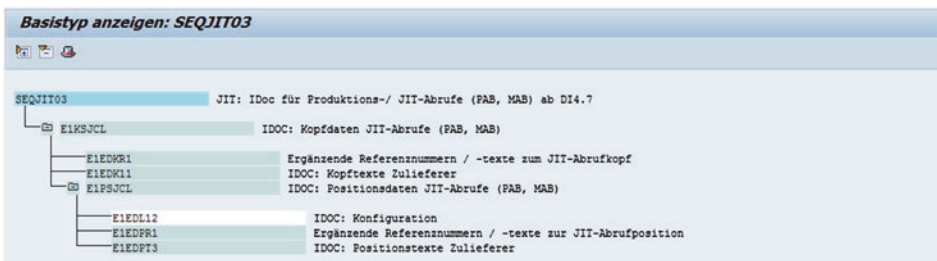 Basistyp anzeigen: SEQJIT03
SEQJIT03 JIT: IDoc für Produktions-/ JIT-Abrufe (PAB, MAB) ab DI4.7
E1KSJCL IDOC: Kopfdaten JIT-Abrufe (PAB, MAB)
E1EDKR1 Ergänzende Referenznummern / -texte zum JIT-Abrufkopf
E1EDK11 IDOC: Kopftexte Zulieferer
E1PSJCL IDOC: Positionsdaten JIT-Abrufe (PAB, MAB)
E1EDL12 IDOC: Konfiguration
E1EDPR1 Ergänzende Referenznummern / -texte zur JIT-Abrufposition
E1EDPT3 IDOC: Positionstexte Zulieferer